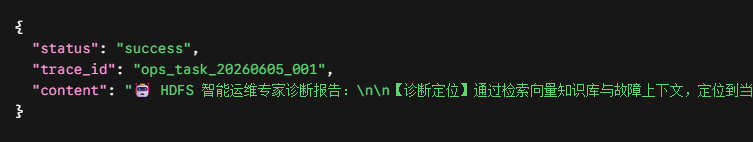 {
"status": "success",
"trace_id": "ops_task_20260605_001",
"content": "🤖 HDFS 智能运维专家诊断报告：\n\n【诊断定位】通过检索向量知识库与故障上下文，定位到当
}